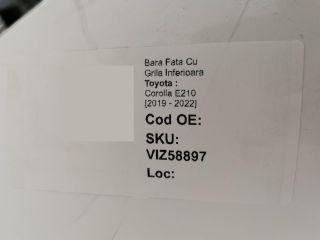 Bara Fata Cu
Grila Inferioara
Toyota :
Corolla E210
[2019 - 2022]
Cod OE:
SKU:
VIZ58897
Loc: